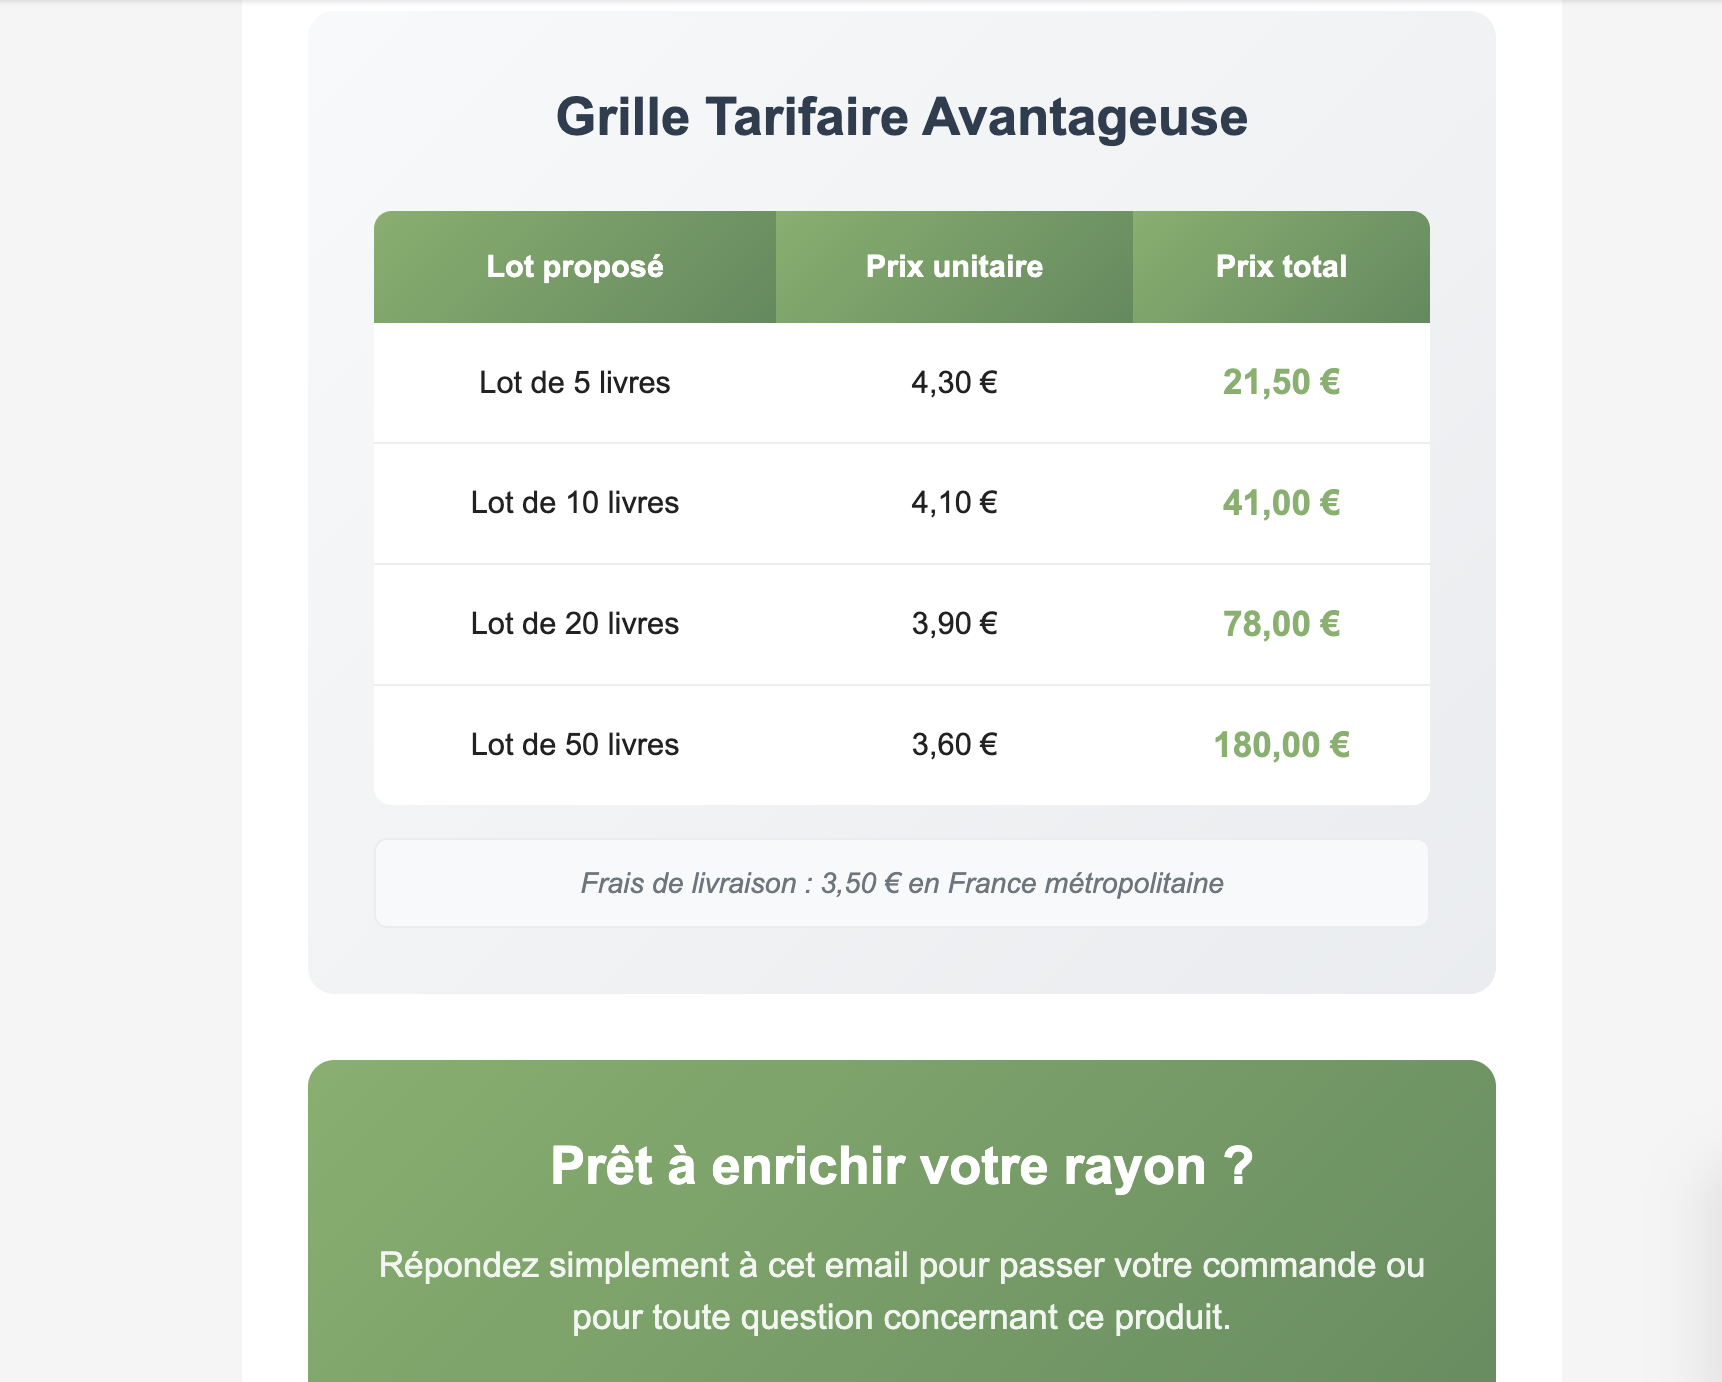 Grille Tarifaire Avantageuse
Lot proposé Prix unitaire Prix total
Lot de 5 livres 4,30 € 21,50 €
Lot de 10 livres 4,10 € 41,00 €
Lot de 20 livres 3,90 € 78,00 €
Lot de 50 livres 3,60 € 180,00 €
Frais de livraison : 3,50 € en France métropolitaine
Prêt à enrichir votre rayon ?
Répondez simplement à cet email pour passer votre commande ou
pour toute question concernant ce produit.